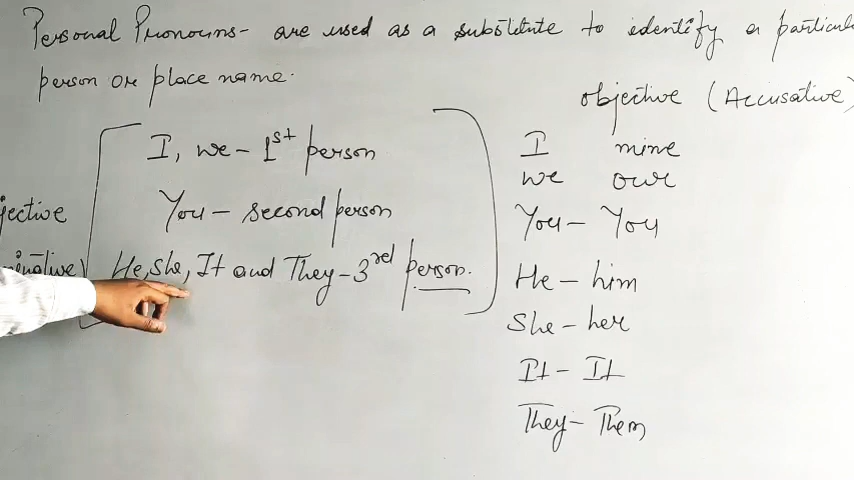 Personal Pronouns- are used as a substitute to identify a particula
person or place name.
objective (Accusative)
I, we - 1st person
You - second person
He, she, It and They - 3rd person.
jective
I mine
we our
You - You
He - him
She - her
It - It
They - Them